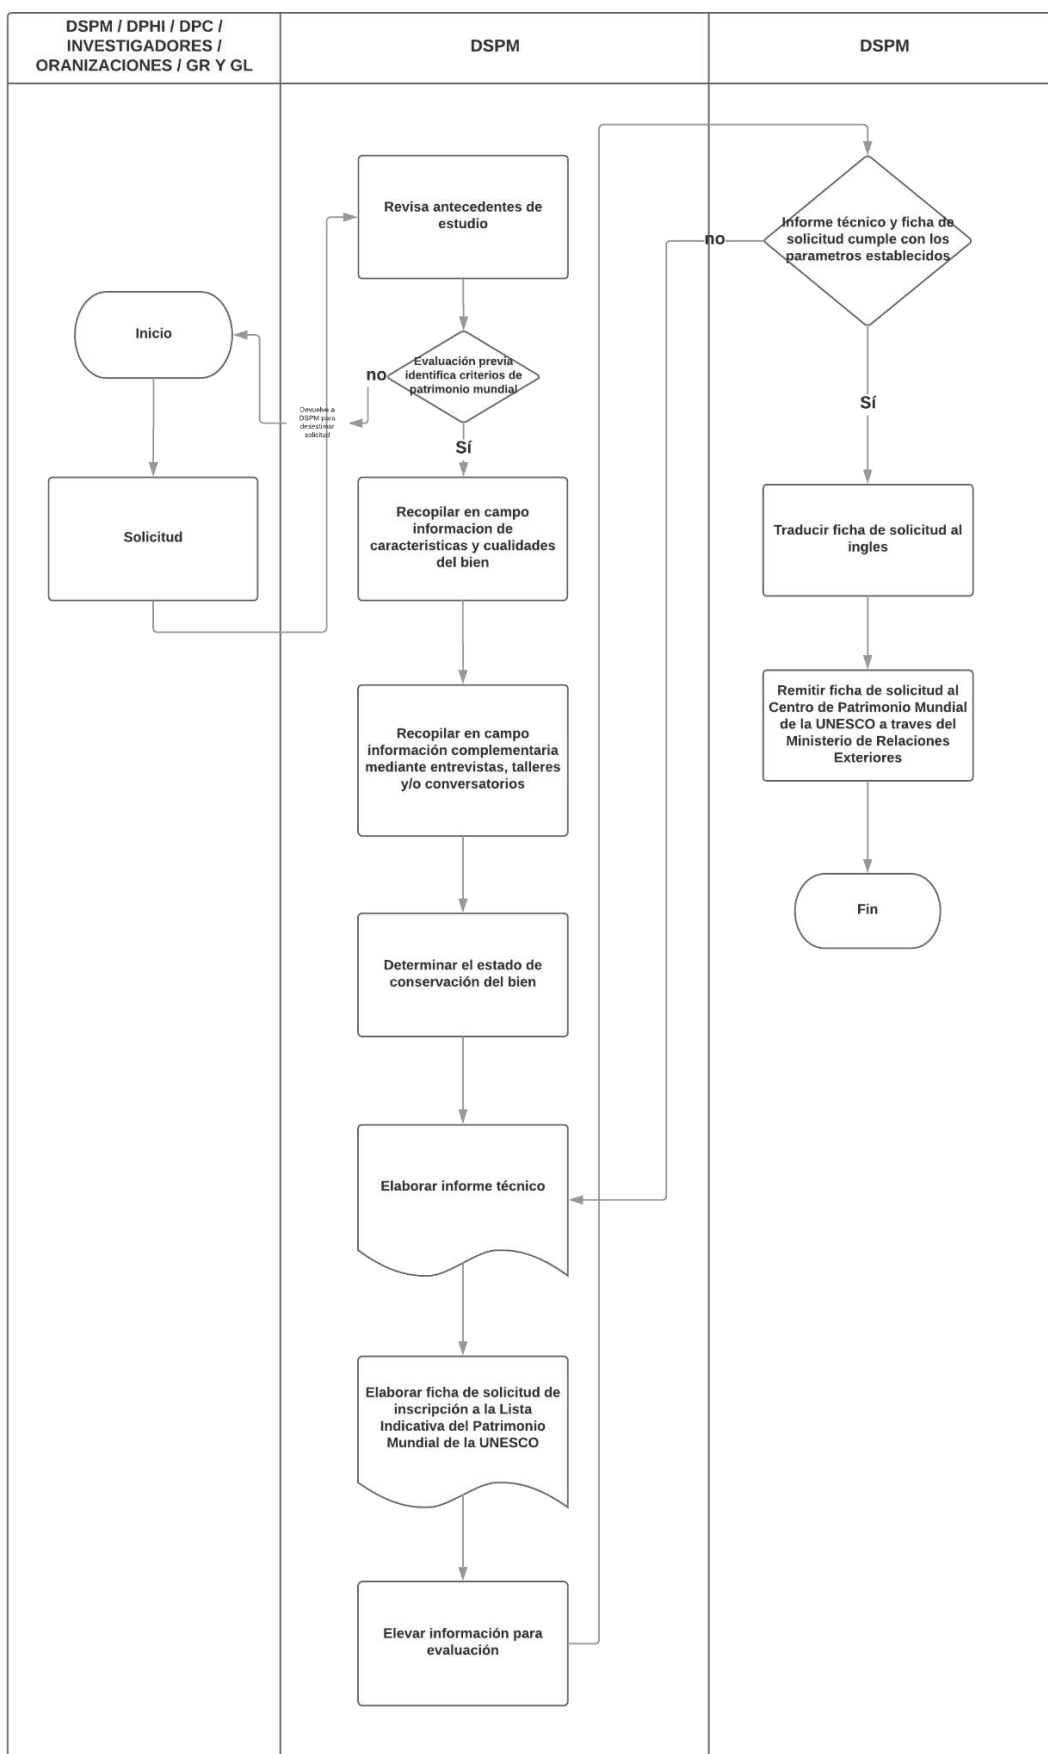 DSPM / DPHI / DPC /
INVESTIGADORES /
ORANIZACIONES / GR Y GL
DSPM
DSPM
Inicio
Solicitud
Revisa antecedentes de
estudio
Evaluación previa
identifica criterios de
patrimonio mundial
no
Devuelve a
DSPM para
desestimar
solicitud
Sí
Recopilar en campo
informacion de
caracteristicas y cualidades
del bien
Recopilar en campo
información complementaria
mediante entrevistas, talleres
y/o conversatorios
Determinar el estado de
conservación del bien
Elaborar informe técnico
Elaborar ficha de solicitud de
inscripción a la Lista
Indicativa del Patrimonio
Mundial de la UNESCO
Elevar información para
evaluación
Informe técnico y ficha de
solicitud cumple con los
parametros establecidos
no
Sí
Traducir ficha de solicitud al
ingles
Remitir ficha de solicitud al
Centro de Patrimonio Mundial
de la UNESCO a traves del
Ministerio de Relaciones
Exteriores
Fin